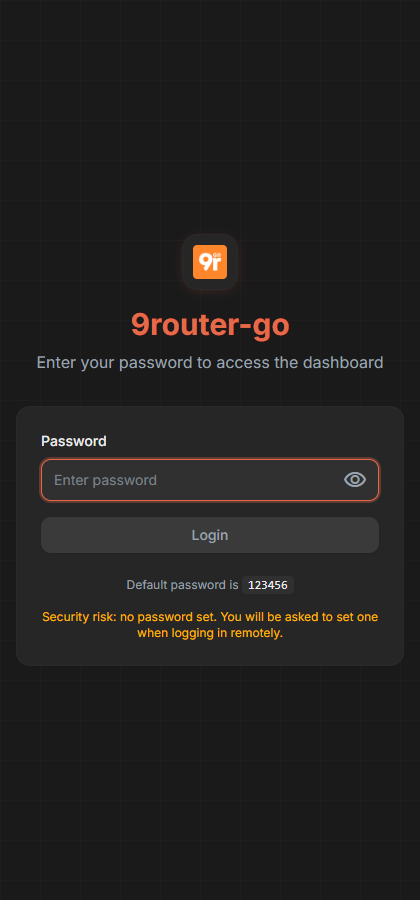 9r
go
9router-go
Enter your password to access the dashboard
Password
Enter password
Login
Default password is 123456
Security risk: no password set. You will be asked to set one
when logging in remotely.